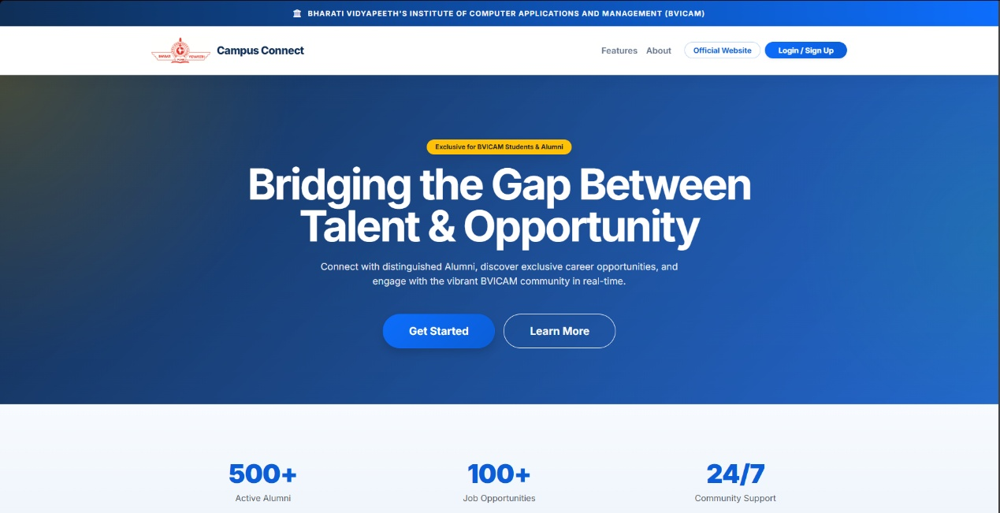 BHARATI VIDYAPEETH'S INSTITUTE OF COMPUTER APPLICATIONS AND MANAGEMENT (BVICAM)
BHARATI VIDYAPEETH
Campus Connect
Features
About
Official Website
Login / Sign Up
Exclusive for BVICAM Students & Alumni
Bridging the Gap Between
Talent & Opportunity
Connect with distinguished Alumni, discover exclusive career opportunities, and
engage with the vibrant BVICAM community in real-time.
Get Started
Learn More
500+
Active Alumni
100+
Job Opportunities
24/7
Community Support